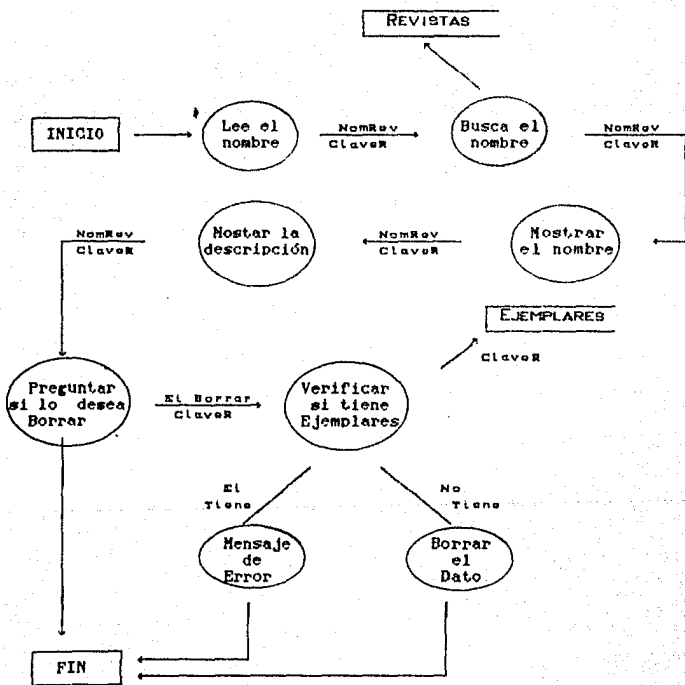 REVISTAS
INICIO
Lee el
nombre
NomRev
ClaveR
Busca el
nombre
NomRev
ClaveR
Mostar la
descripción
NomRev
ClaveR
NomRev
ClaveR
Mostrar
el nombre
EJEMPLARES
ClaveR
Preguntar
si lo desea
Borrar
Si Borrar
ClaveR
Verificar
si tiene
Ejemplares
Si
Tiene
No
Tiene
Mensaje
de
Error
Borrar
el
Dato
FIN